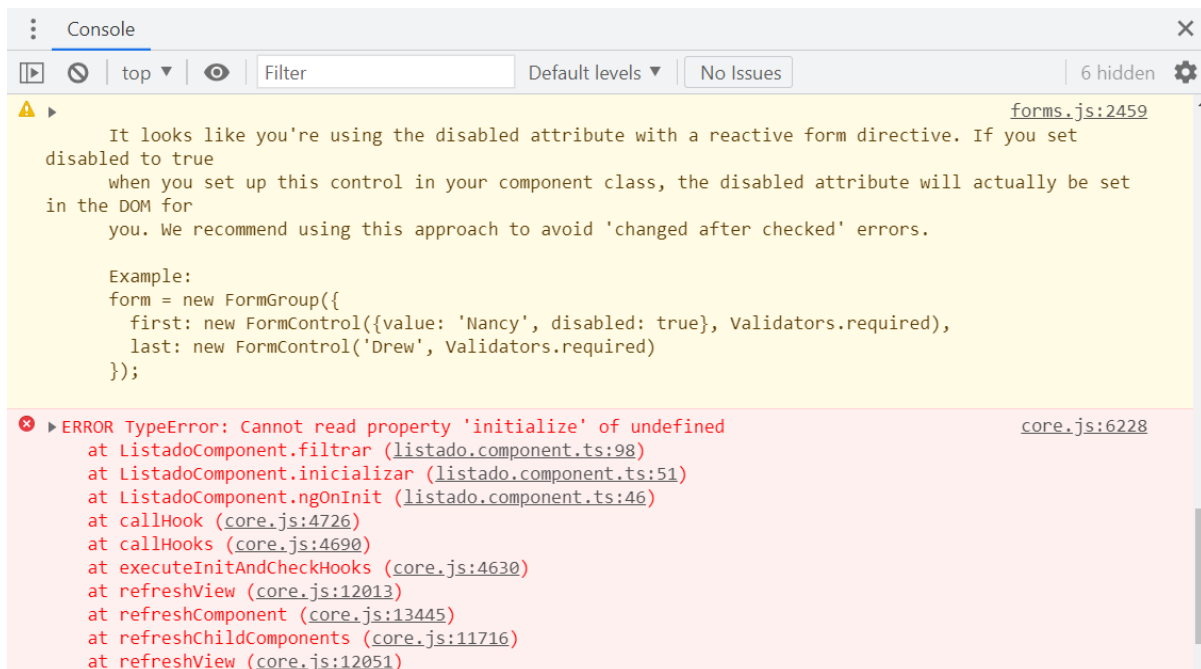 Console
top Filter Default levels No Issues 6 hidden
forms.js:2459
It looks like you're using the disabled attribute with a reactive form directive. If you set
disabled to true
when you set up this control in your component class, the disabled attribute will actually be set
in the DOM for
you. We recommend using this approach to avoid 'changed after checked' errors.
Example:
form = new FormGroup({
first: new FormControl({value: 'Nancy', disabled: true}, Validators.required),
last: new FormControl('Drew', Validators.required)
});
ERROR TypeError: Cannot read property 'initialize' of undefined core.js:6228
at ListadoComponent.filtrar (listado.component.ts:98)
at ListadoComponent.inicializar (listado.component.ts:51)
at ListadoComponent.ngOnInit (listado.component.ts:46)
at callHook (core.js:4726)
at callHooks (core.js:4690)
at executeInitAndCheckHooks (core.js:4630)
at refreshView (core.js:12013)
at refreshComponent (core.js:13445)
at refreshChildComponents (core.js:11716)
at refreshView (core.js:12051)